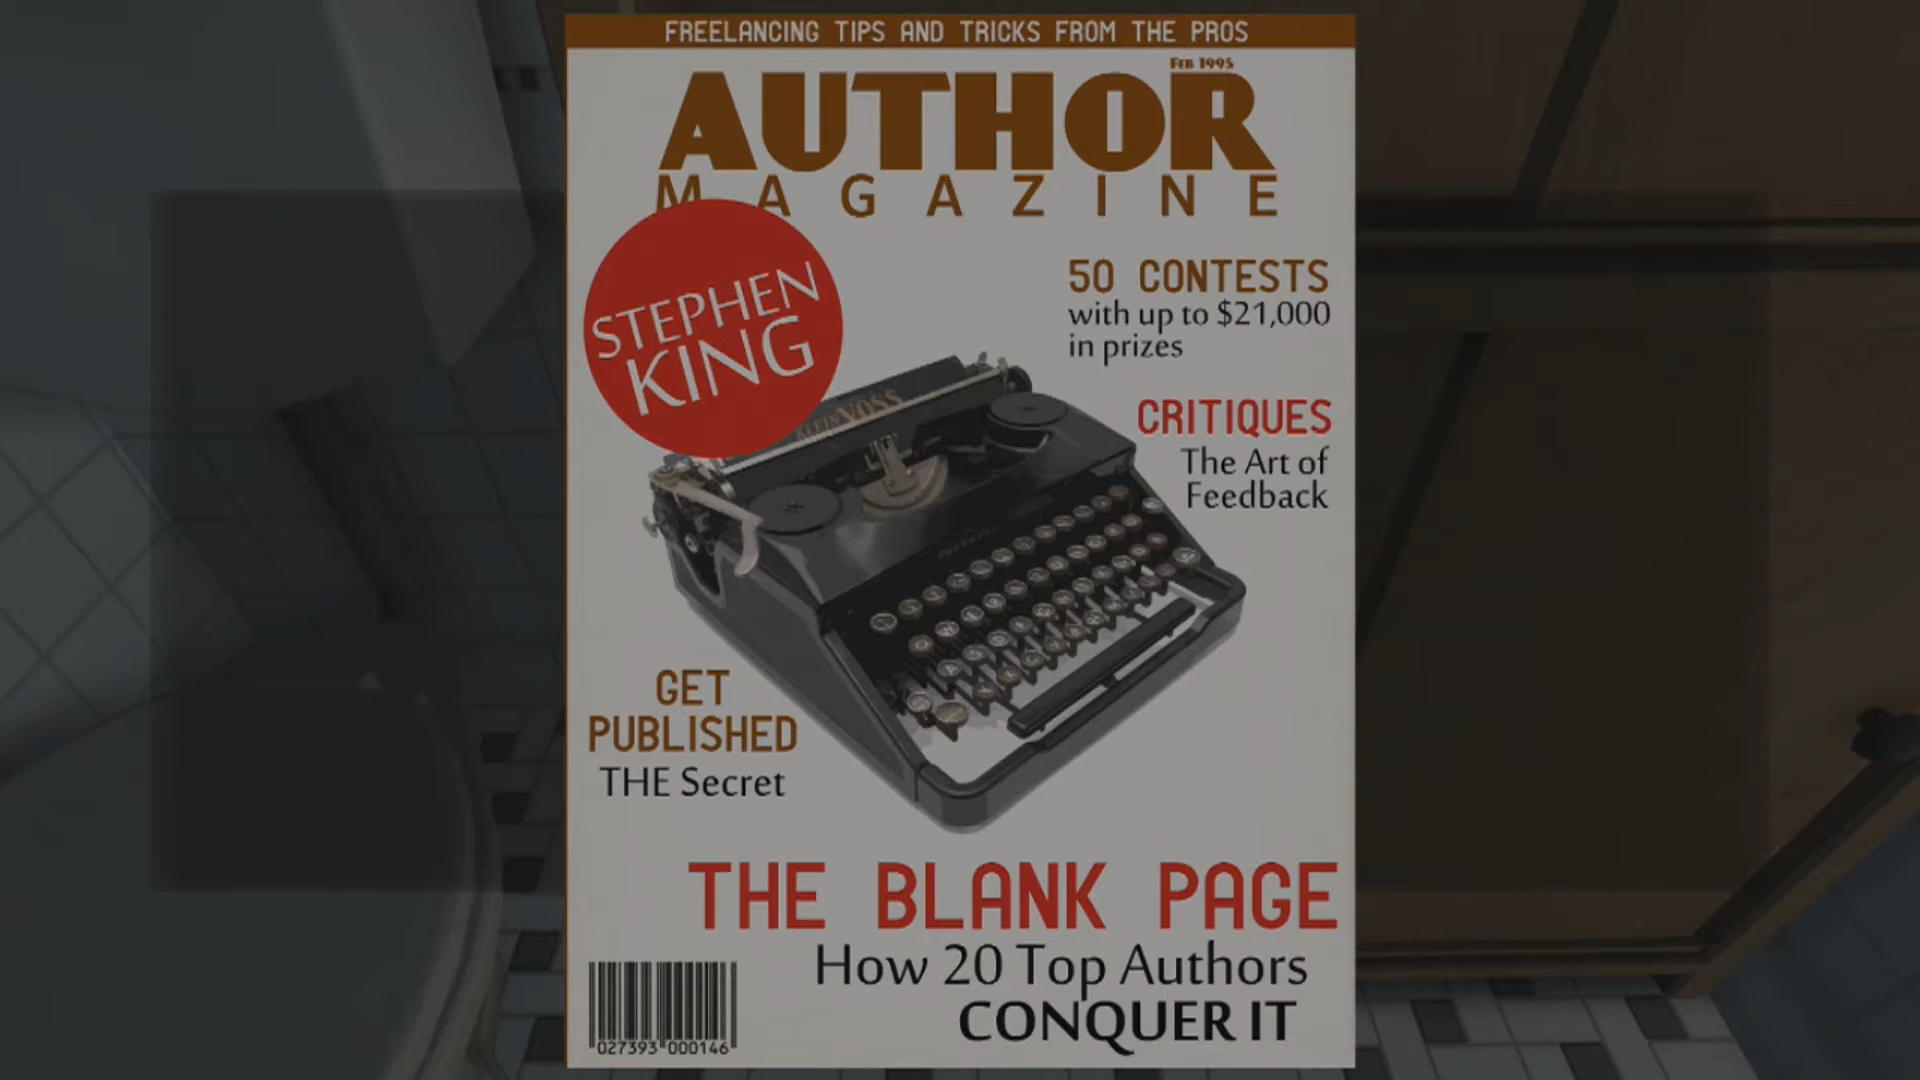 FREELANCING TIPS AND TRICKS FROM THE PROS
FEB 1995
AUTHOR
MAGAZINE
STEPHEN
KING
50 CONTESTS
with up to $21,000
in prizes
KLEIN VOSS
CRITIQUES
The Art of
Feedback
GET
PUBLISHED
THE Secret
THE BLANK PAGE
How 20 Top Authors
CONQUER IT
027393 000146